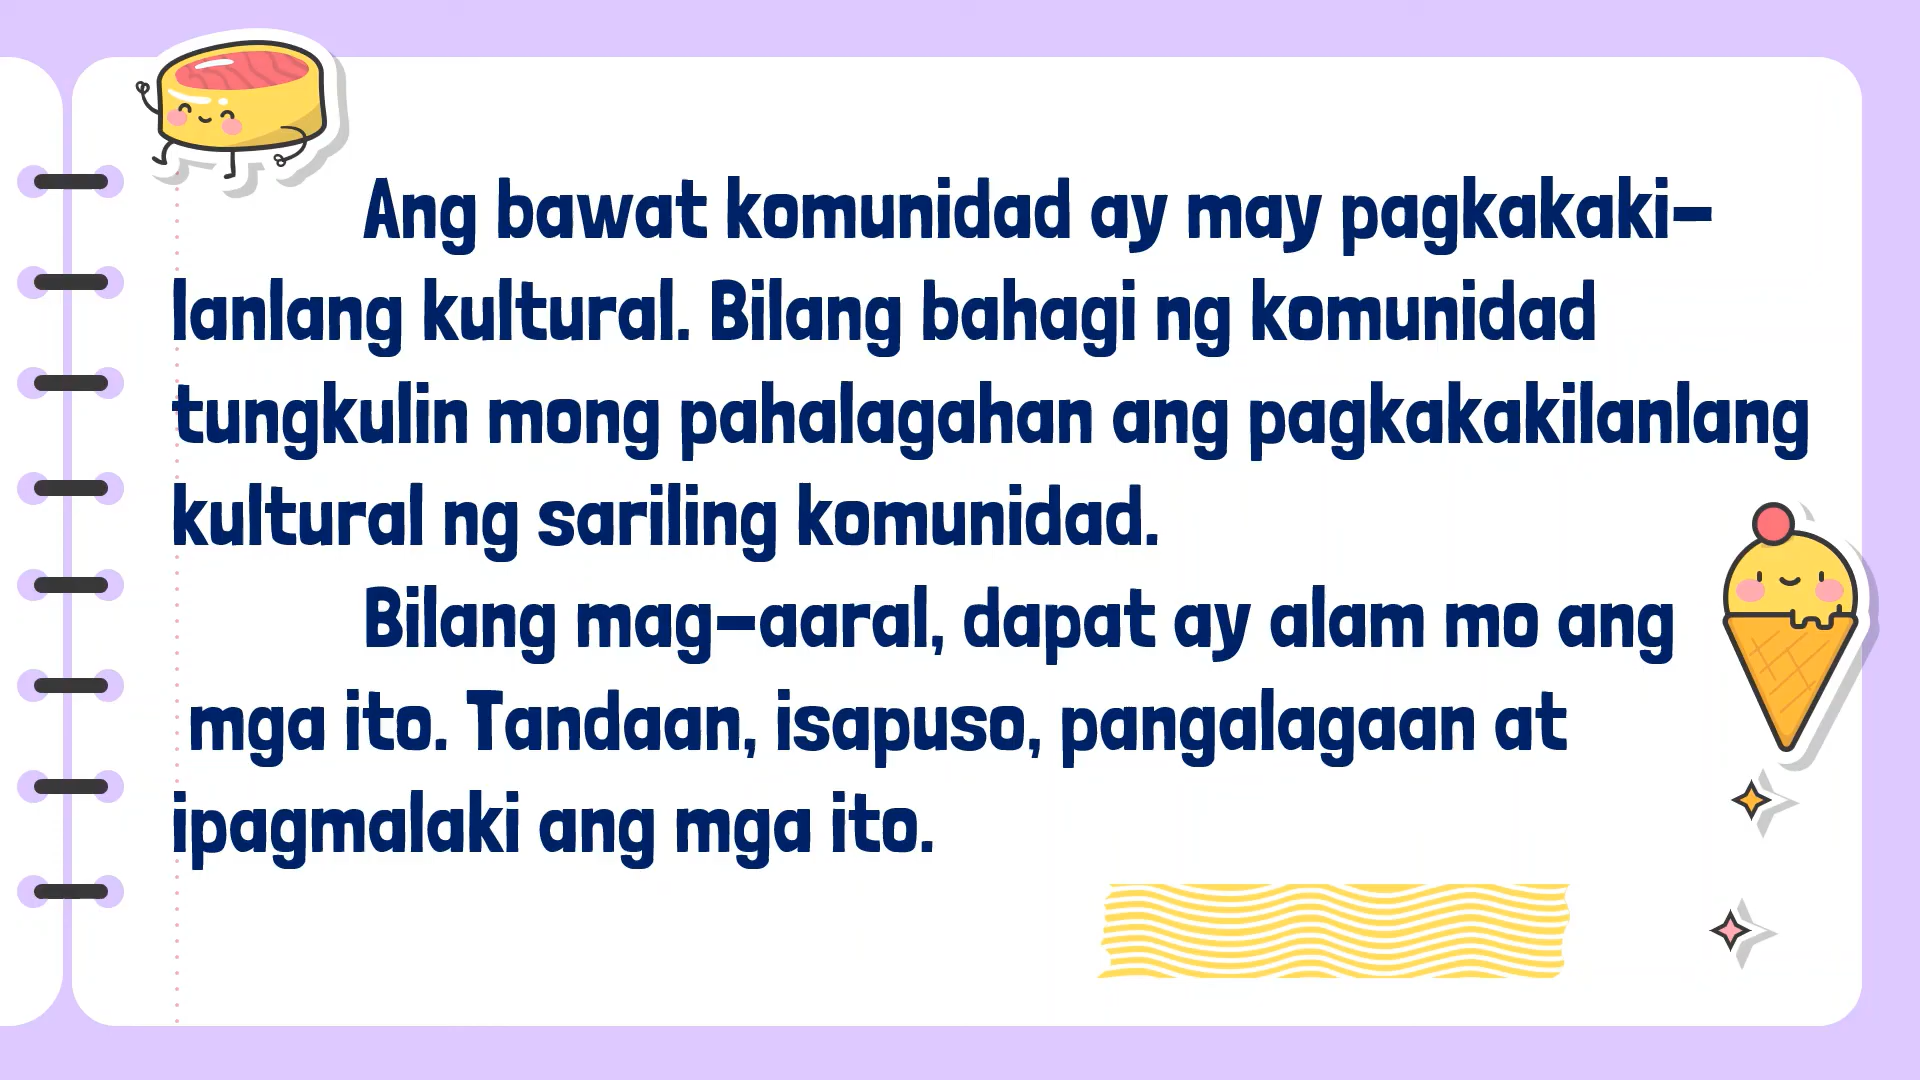 Ang bawat komunidad ay may pagkakaki-
lanlang kultural. Bilang bahagi ng komunidad
tungkulin mong pahalagahan ang pagkakakilanlang
kultural ng sariling komunidad.
Bilang mag-aaral, dapat ay alam mo ang
mga ito. Tandaan, isapuso, pangalagaan at
ipagmalaki ang mga ito.